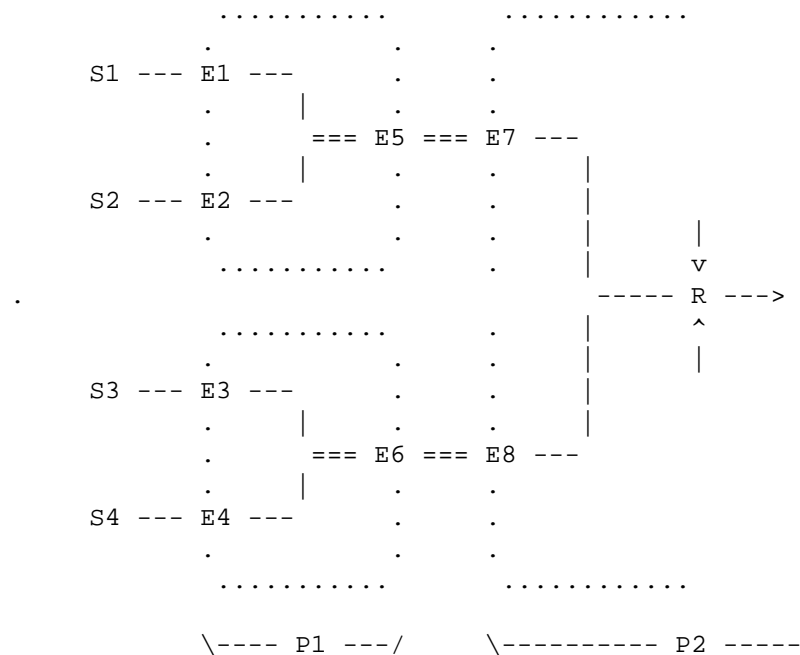 ...........        ............
.            .        .
S1 --- E1 ---           .        .
.      |     .        .
.       === E5 === E7 ---
.      |     .        .      |
S2 --- E2 ---           .        .      |
.            .        .      |      |
...........         .      |      v
.                                    ----- R --->
...........         .      |      ^
.            .        .      |      |
S3 --- E3 ---           .        .      |
.      |     .        .      |
.       === E6 === E8 ---
.      |     .        .
S4 --- E4 ---           .        .
.            .        .
...........        ............
\---- P1 ---/     \---------- P2 -----